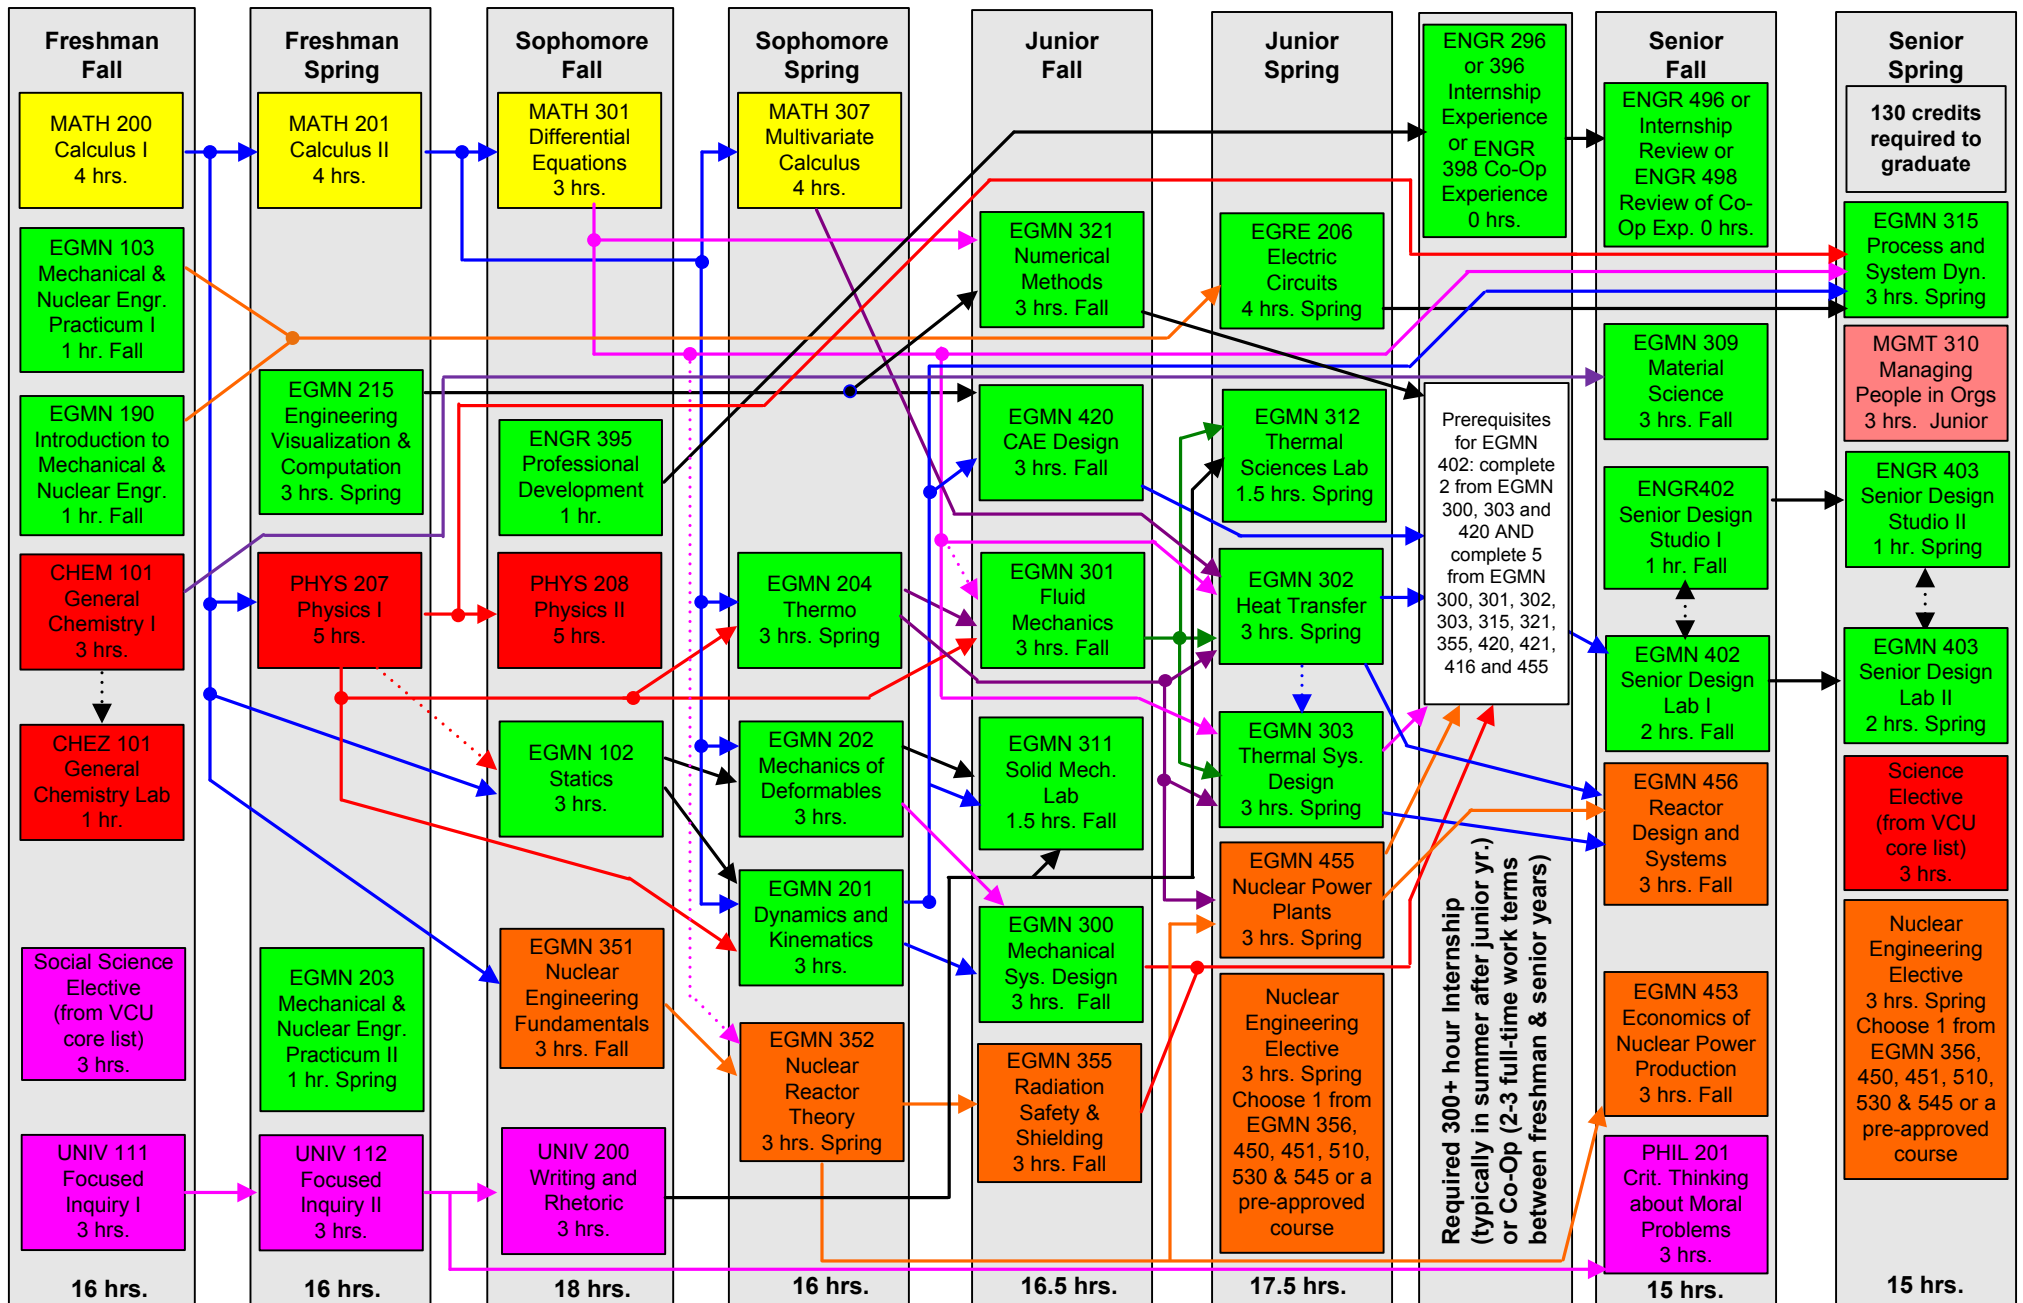 Freshman
Fall
MATH 200
Calculus I
4 hrs.
EGMN 103
Mechanical &
Nuclear Engr.
Practicum I
1 hr. Fall
EGMN 190
Introduction to
Mechanical &
Nuclear Engr.
1 hr. Fall
CHEM 101
General
Chemistry I
3 hrs.
CHEZ 101
General
Chemistry Lab
1 hr.
Social Science
Elective
(from VCU
core list)
3 hrs.
UNIV 111
Focused
Inquiry I
3 hrs.
16 hrs.
Freshman
Spring
MATH 201
Calculus II
4 hrs.
EGMN 215
Engineering
Visualization &
Computation
3 hrs. Spring
PHYS 207
Physics I
5 hrs.
EGMN 203
Mechanical &
Nuclear Engr.
Practicum II
1 hr. Spring
UNIV 112
Focused
Inquiry II
3 hrs.
16 hrs.
Sophomore
Fall
MATH 301
Differential
Equations
3 hrs.
ENGR 395
Professional
Development
1 hr.
PHYS 208
Physics II
5 hrs.
EGMN 102
Statics
3 hrs.
EGMN 351
Nuclear
Engineering
Fundamentals
3 hrs. Fall
UNIV 200
Writing and
Rhetoric
3 hrs.
18 hrs.
Sophomore
Spring
MATH 307
Multivariate
Calculus
4 hrs.
EGMN 204
Thermo
3 hrs. Spring
EGMN 202
Mechanics of
Deformables
3 hrs.
EGMN 201
Dynamics and
Kinematics
3 hrs.
EGMN 352
Nuclear
Reactor
Theory
3 hrs. Spring
16 hrs.
Junior
Fall
EGMN 321
Numerical
Methods
3 hrs. Fall
EGMN 420
CAE Design
3 hrs. Fall
EGMN 301
Fluid
Mechanics
3 hrs. Fall
EGMN 311
Solid Mech.
Lab
1.5 hrs. Fall
EGMN 300
Mechanical
Sys. Design
3 hrs. Fall
EGMN 355
Radiation
Safety &
Shielding
3 hrs. Fall
16.5 hrs.
Junior
Spring
EGRE 206
Electric
Circuits
4 hrs. Spring
EGMN 312
Thermal
Sciences Lab
1.5 hrs. Spring
EGMN 302
Heat Transfer
3 hrs. Spring
EGMN 303
Thermal Sys.
Design
3 hrs. Spring
EGMN 455
Nuclear Power
Plants
3 hrs. Spring
Nuclear
Engineering
Elective
3 hrs. Spring
Choose 1 from
EGMN 356,
450, 451, 510,
530 & 545 or a
pre-approved
course
17.5 hrs.
ENGR 296
or 396
Internship
Experience
or ENGR
398 Co-Op
Experience
0 hrs.
Prerequisites
for EGMN
402: complete
2 from EGMN
300, 303 and
420 AND
complete 5
from EGMN
300, 301, 302,
303, 315, 321,
355, 420, 421,
416 and 455
Required 300+ hour Internship
(typically in summer after junior yr.)
or Co-Op (2-3 full-time work terms
between freshman & senior years)
Senior
Fall
ENGR 496 or
Internship
Review or
ENGR 498
Review of Co-
Op Exp. 0 hrs.
EGMN 309
Material
Science
3 hrs. Fall
ENGR402
Senior Design
Studio I
1 hr. Fall
EGMN 402
Senior Design
Lab I
2 hrs. Fall
EGMN 456
Reactor
Design and
Systems
3 hrs. Fall
EGMN 453
Economics of
Nuclear Power
Production
3 hrs. Fall
PHIL 201
Crit. Thinking
about Moral
Problems
3 hrs.
15 hrs.
Senior
Spring
130 credits
required to
graduate
EGMN 315
Process and
System Dyn.
3 hrs. Spring
MGMT 310
Managing
People in Orgs
3 hrs. Junior
ENGR 403
Senior Design
Studio II
1 hr. Spring
EGMN 403
Senior Design
Lab II
2 hrs. Spring
Science
Elective
(from VCU
core list)
3 hrs.
Nuclear
Engineering
Elective
3 hrs. Spring
Choose 1 from
EGMN 356,
450, 451, 510,
530 & 545 or a
pre-approved
course
15 hrs.